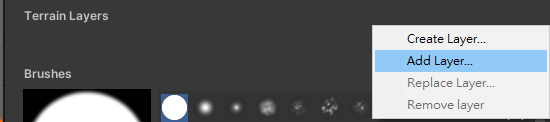 Terrain Layers
Create Layer...
Add Layer...
Brushes
Replace Layer...
Remove layer